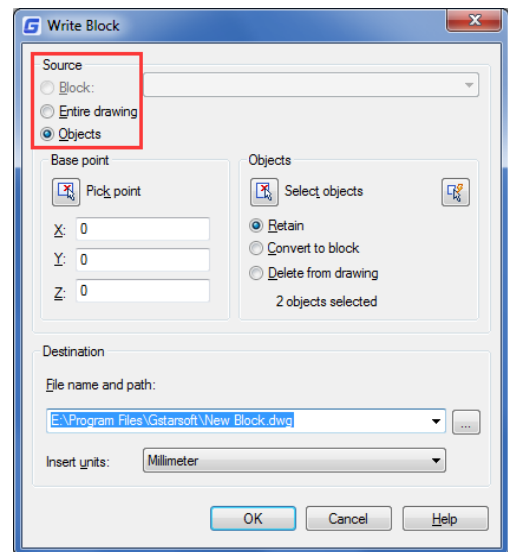 Write Block
Source
Block:
Entire drawing
Objects
Base point
Pick point
X: 0
Y: 0
Z: 0
Objects
Select objects
Retain
Convert to block
Delete from drawing
2 objects selected
Destination
File name and path:
E:\Program Files\Gstarsoft\New Block.dwg
...
Insert units: Millimeter
OK Cancel Help